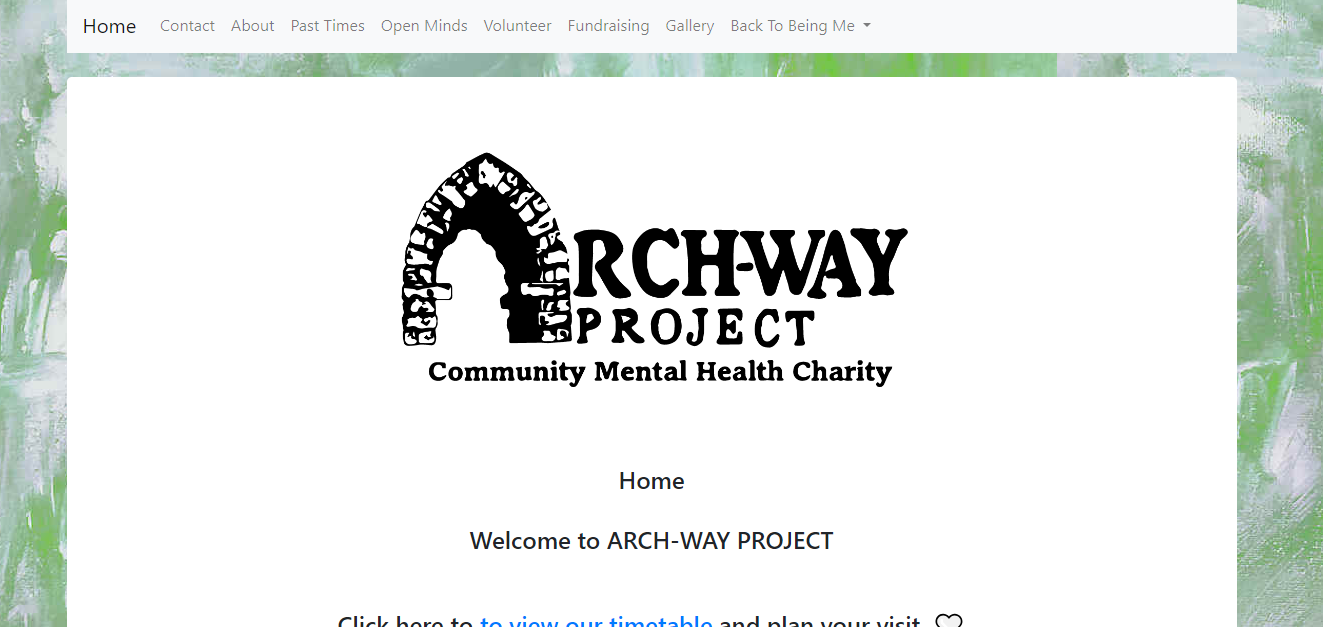 Home Contact About Past Times Open Minds Volunteer Fundraising Gallery Back To Being Me
ARCH-WAY
PROJECT
Community Mental Health Charity
Home
Welcome to ARCH-WAY PROJECT
Click here to to view our timetable and plan your visit